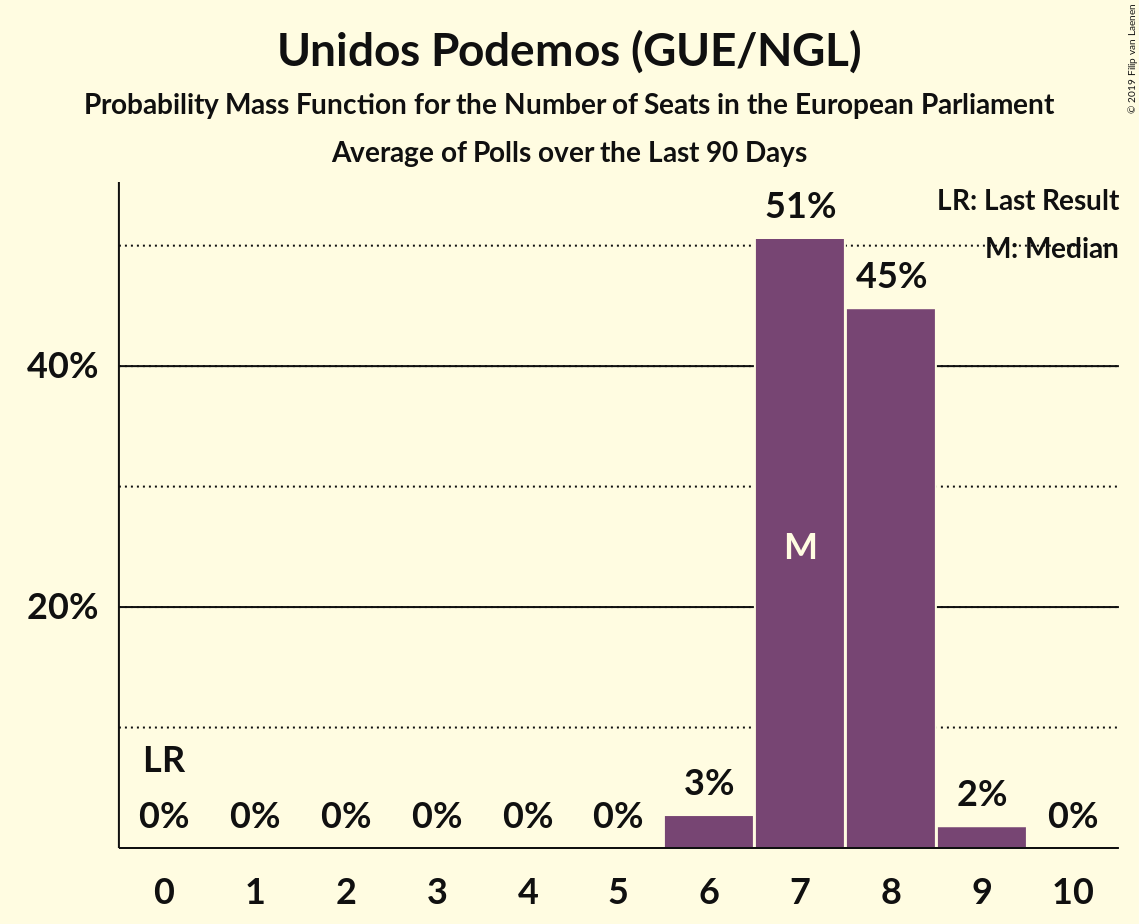 Unidos Podemos (GUE/NGL)
Probability Mass Function for the Number of Seats in the European Parliament
Average of Polls over the Last 90 Days
© 2019 Filip van Laenen
LR: Last Result
M: Median
51%
45%
40%
M
20%
LR
0% 0% 0% 0% 0% 0% 3% 2% 0%
0 1 2 3 4 5 6 7 8 9 10